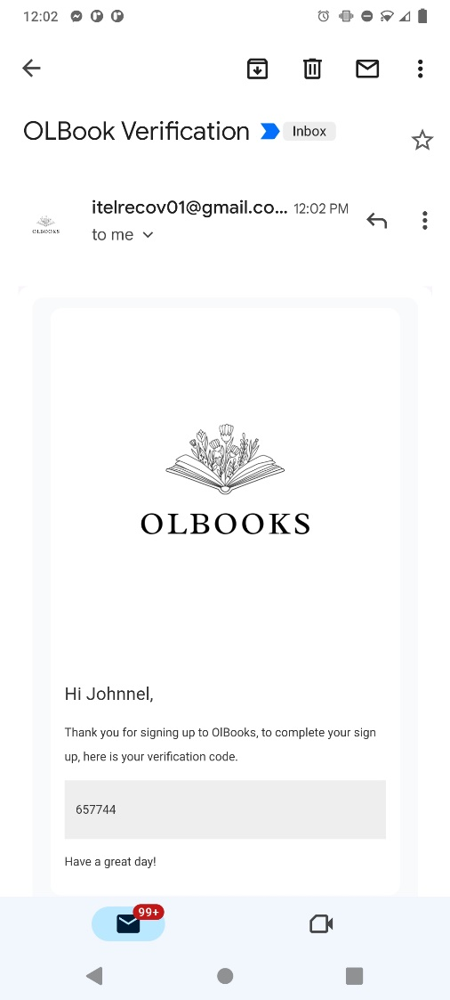 12:02
OLBook Verification Inbox
itelrecov01@gmail.co... 12:02 PM
to me
OLBOOKS
OLBOOKS
Hi Johnnel,
Thank you for signing up to OlBooks, to complete your sign
up, here is your verification code.
657744
Have a great day!
99+